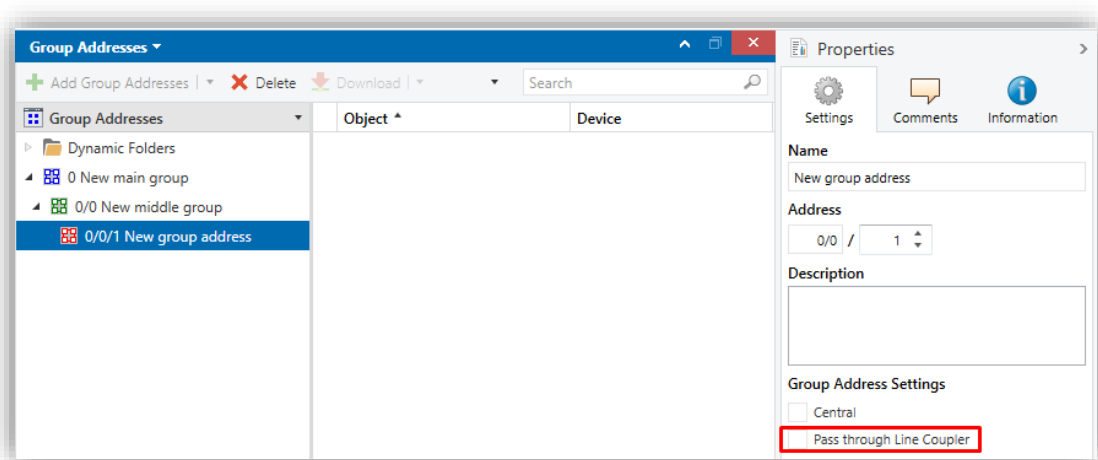 Group Addresses
Add Group Addresses Delete Download Search
Group Addresses
Object Device
Dynamic Folders
0 New main group
0/0 New middle group
0/0/1 New group address
Properties
Settings Comments Information
Name
New group address
Address
0/0 / 1
Description
Group Address Settings
Central
Pass through Line Coupler